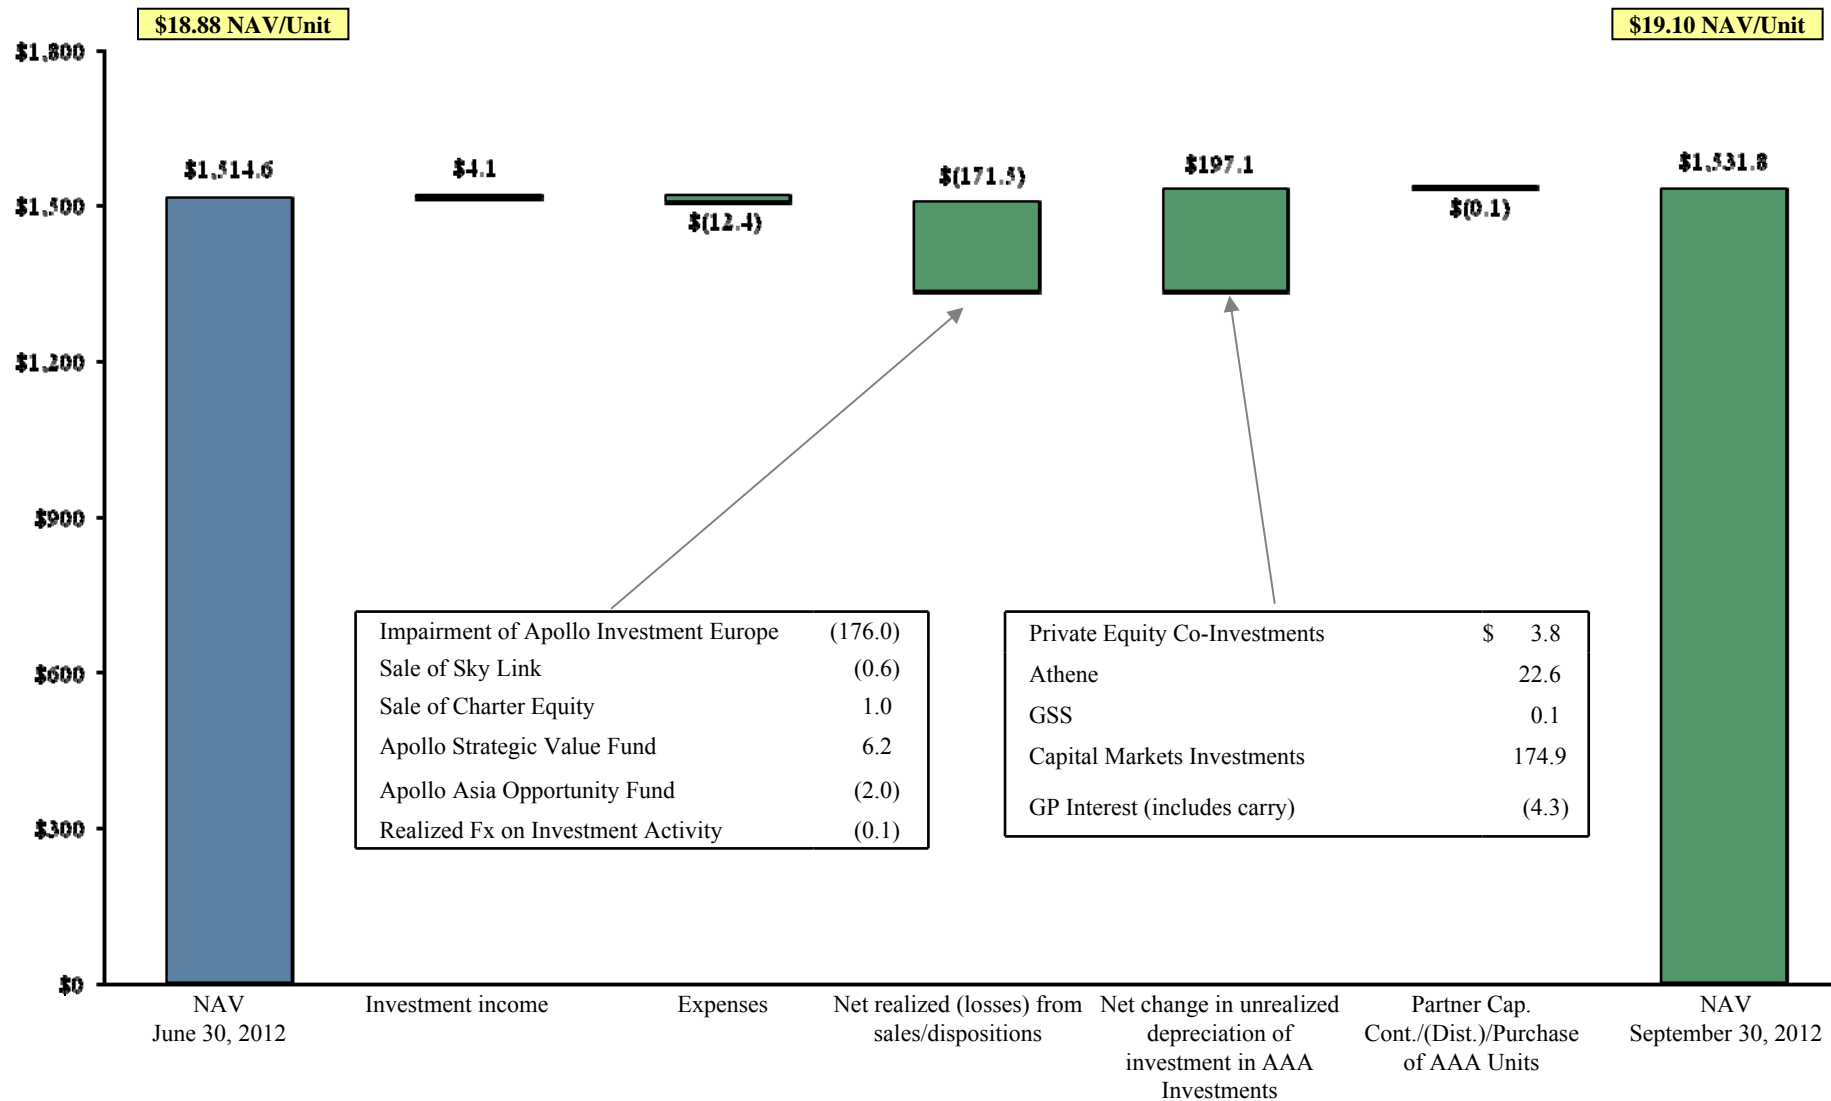 $18.88 NAV/Unit
$19.10 NAV/Unit
$1,800
$1,500
$1,200
$900
$600
$300
$0
$1,514.6
$4.1
$(12.4)
$(171.5)
$197.1
$(0.1)
$1,531.8
Impairment of Apollo Investment Europe (176.0)
Sale of Sky Link (0.6)
Sale of Charter Equity 1.0
Apollo Strategic Value Fund 6.2
Apollo Asia Opportunity Fund (2.0)
Realized Fx on Investment Activity (0.1)
Private Equity Co-Investments $ 3.8
Athene 22.6
GSS 0.1
Capital Markets Investments 174.9
GP Interest (includes carry) (4.3)
NAV
June 30, 2012
Investment income
Expenses
Net realized (losses) from
sales/dispositions
Net change in unrealized
depreciation of
investment in AAA
Investments
Partner Cap.
Cont./(Dist.)/Purchase
of AAA Units
NAV
September 30, 2012